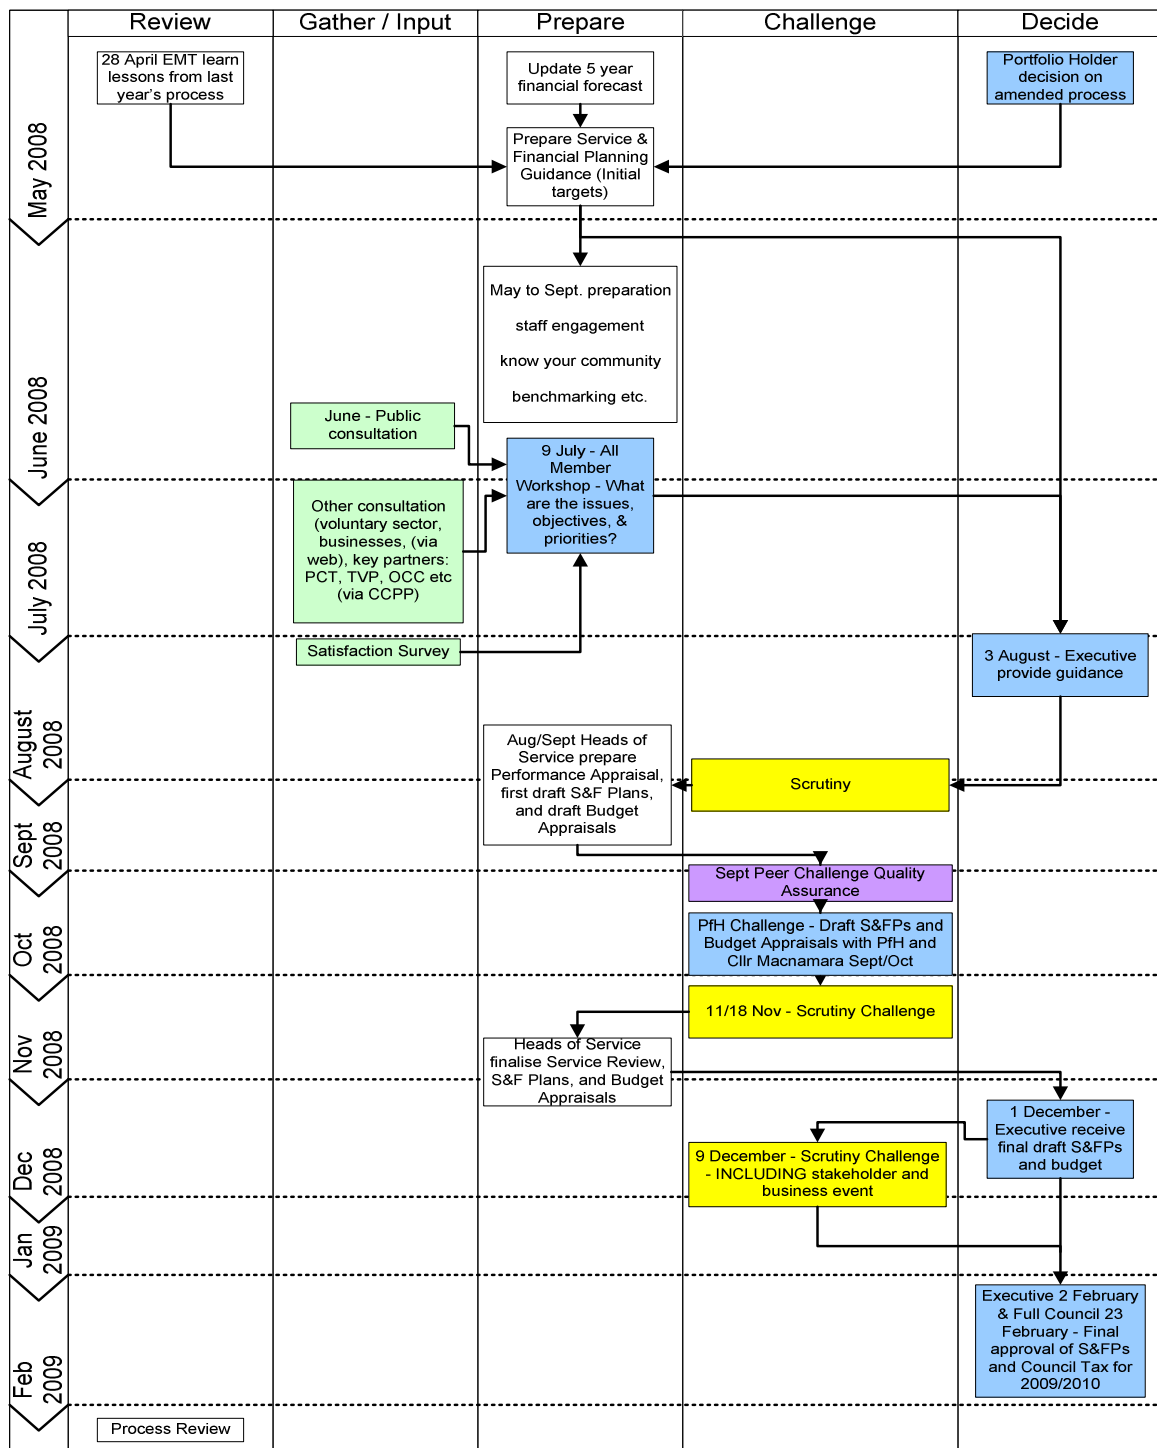 Review
Gather / Input
Prepare
Challenge
Decide
May 2008
28 April EMT learn
lessons from last
year's process
Update 5 year
financial forecast
Portfolio Holder
decision on
amended process
Prepare Service &
Financial Planning
Guidance (Initial
targets)
June 2008
May to Sept. preparation
staff engagement
know your community
benchmarking etc.
June - Public
consultation
9 July - All
Member
Workshop - What
are the issues,
objectives, &
priorities?
July 2008
Other consultation
(voluntary sector,
businesses, (via
web), key partners:
PCT, TVP, OCC etc
(via CCPP)
Satisfaction Survey
3 August - Executive
provide guidance
August
2008
Aug/Sept Heads of
Service prepare
Performance Appraisal,
first draft S&F Plans,
and draft Budget
Appraisals
Scrutiny
Sept
2008
Sept Peer Challenge Quality
Assurance
Oct
2008
PfH Challenge - Draft S&FPs and
Budget Appraisals with PfH and
Cllr Macnamara Sept/Oct
Nov
2008
11/18 Nov - Scrutiny Challenge
Heads of Service
finalise Service Review,
S&F Plans, and Budget
Appraisals
Dec
2008
1 December -
Executive receive
final draft S&FPs
and budget
9 December - Scrutiny Challenge
- INCLUDING stakeholder and
business event
Jan
2009
Feb
2009
Executive 2 February
& Full Council 23
February - Final
approval of S&FPs
and Council Tax for
2009/2010
Process Review